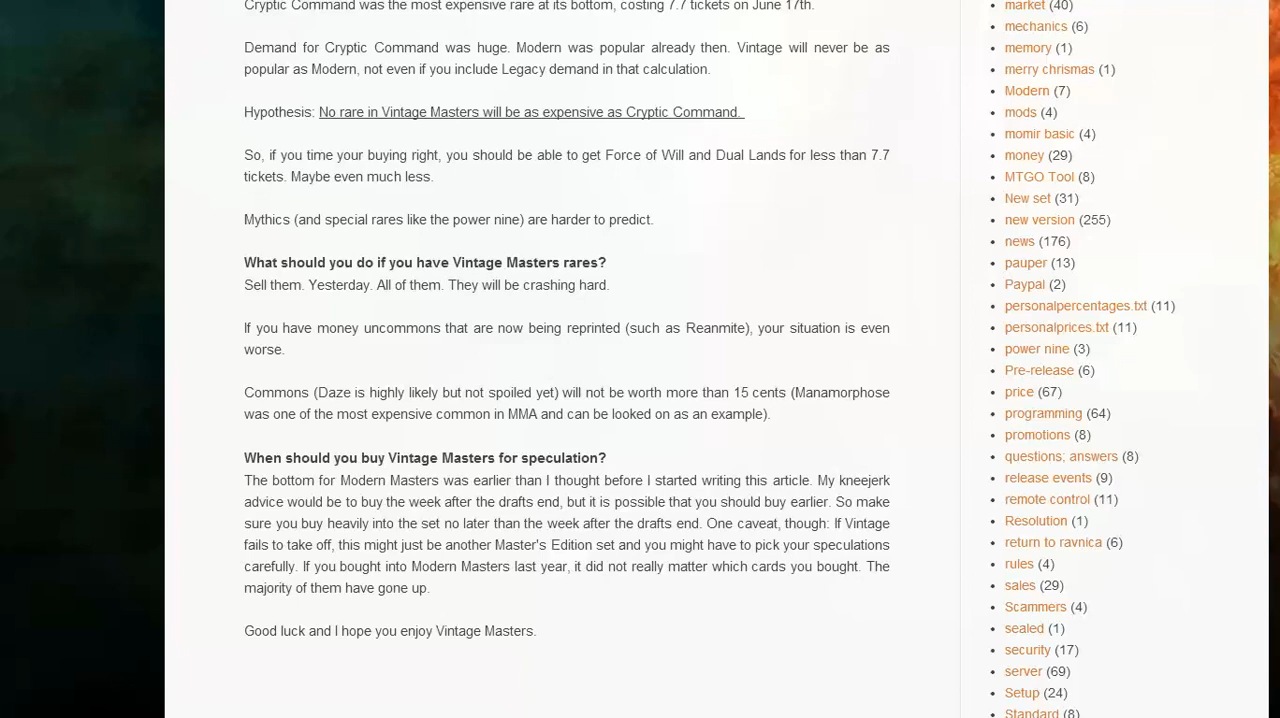 Cryptic Command was the most expensive rare at its bottom, costing 7.7 tickets on June 17th.
Demand for Cryptic Command was huge. Modern was popular already then. Vintage will never be as
popular as Modern, not even if you include Legacy demand in that calculation.
Hypothesis: No rare in Vintage Masters will be as expensive as Cryptic Command.
So, if you time your buying right, you should be able to get Force of Will and Dual Lands for less than 7.7
tickets. Maybe even much less.
Mythics (and special rares like the power nine) are harder to predict.
What should you do if you have Vintage Masters rares?
Sell them. Yesterday. All of them. They will be crashing hard.
If you have money uncommons that are now being reprinted (such as Reanmite), your situation is even
worse.
Commons (Daze is highly likely but not spoiled yet) will not be worth more than 15 cents (Manamorphose
was one of the most expensive common in MMA and can be looked on as an example).
When should you buy Vintage Masters for speculation?
The bottom for Modern Masters was earlier than I thought before I started writing this article. My kneejerk
advice would be to buy the week after the drafts end, but it is possible that you should buy earlier. So make
sure you buy heavily into the set no later than the week after the drafts end. One caveat, though: If Vintage
fails to take off, this might just be another Master's Edition set and you might have to pick your speculations
carefully. If you bought into Modern Masters last year, it did not really matter which cards you bought. The
majority of them have gone up.
Good luck and I hope you enjoy Vintage Masters.
market (40)
mechanics (6)
memory (1)
merry chrismas (1)
Modern (7)
mods (4)
momir basic (4)
money (29)
MTGO Tool (8)
New set (31)
new version (255)
news (176)
pauper (13)
Paypal (2)
personalpercentages.txt (11)
personalprices.txt (11)
power nine (3)
Pre-release (6)
price (67)
programming (64)
promotions (8)
questions; answers (8)
release events (9)
remote control (11)
Resolution (1)
return to ravnica (6)
rules (4)
sales (29)
Scammers (4)
sealed (1)
security (17)
server (69)
Setup (24)
Standard (8)